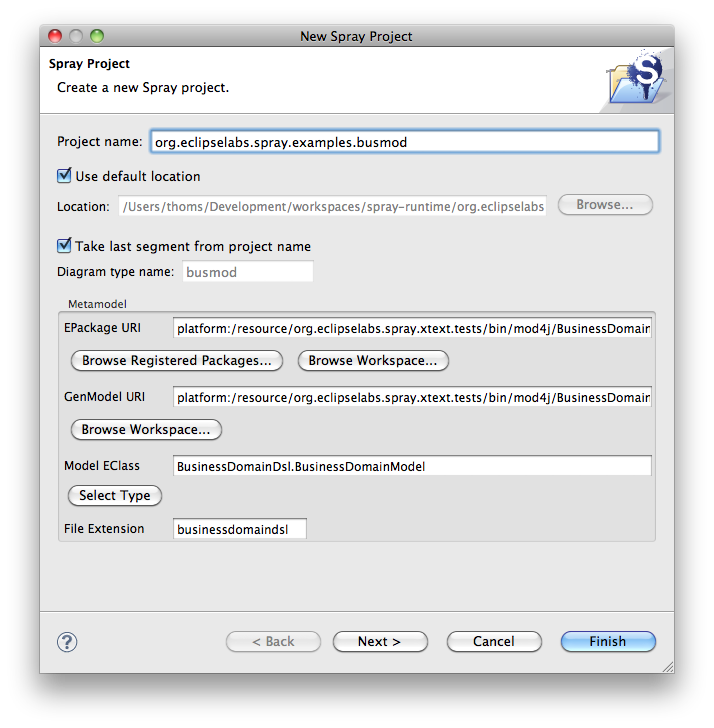 New Spray Project
Spray Project
Create a new Spray project.
S
Project name: org.eclipselabs.spray.examples.busmod
Use default location
Location: /Users/thoms/Development/workspaces/spray-runtime/org.eclipselabs Browse...
Take last segment from project name
Diagram type name: busmod
Metamodel
EPackage URI platform:/resource/org.eclipselabs.spray.xtext.tests/bin/mod4j/BusinessDomain
Browse Registered Packages... Browse Workspace...
GenModel URI platform:/resource/org.eclipselabs.spray.xtext.tests/bin/mod4j/BusinessDomain
Browse Workspace...
Model EClass BusinessDomainDsl.BusinessDomainModel
Select Type
File Extension businessdomaindsl
? < Back Next > Cancel Finish